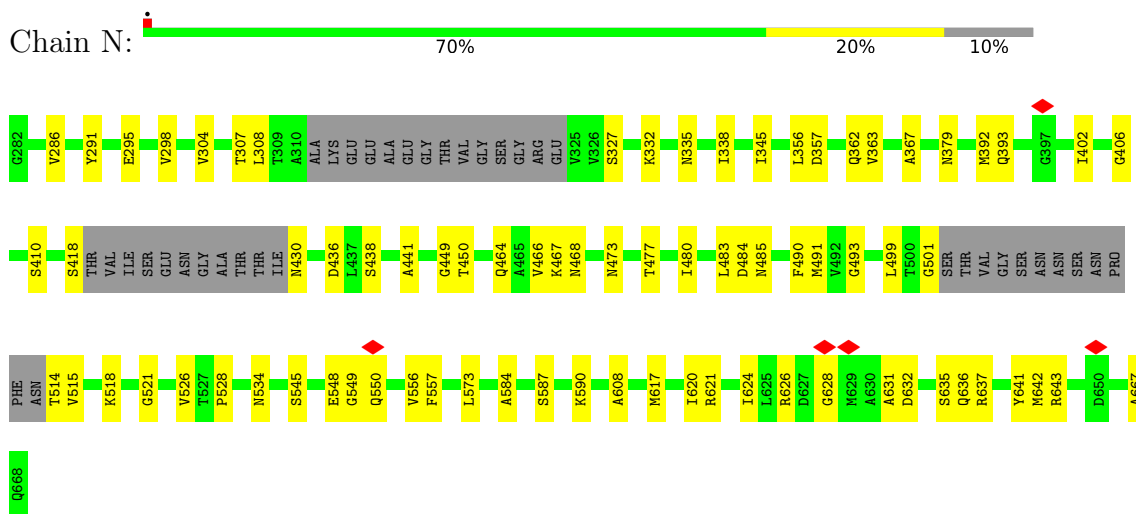 Chain N:
70% 20% 10%
G282 V286 Y291 E295 V298 V304 T307 L308 T309 A310 ALA LYS GLU GLU ALA GLU GLY THR VAL GLY SER GLY ARG GLU V325 V326 S327 K332 N335 I338 I345 L356 D357 Q362 V363 A367 N379 M392 Q393 G397 I402 G406
S410 S418 THR VAL ILE SER GLU ASN GLY ALA THR THR ILE N430 D436 L437 S438 A441 G449 T450 Q464 A465 V466 K467 N468 N473 T477 I480 L483 D484 N485 F490 M491 V492 G493 L499 T500 G501 SER THR VAL GLY SER ASN ASN SER ASN PRO
PHE ASN T514 V515 K518 G521 V526 T527 P528 N534 S545 E548 G549 Q550 V556 F557 L573 A584 S587 K590 A608 M617 I620 R621 I624 L625 R626 D627 G628 M629 A630 A631 D632 S635 Q636 R637 Y641 M642 R643 D650 A667
Q668